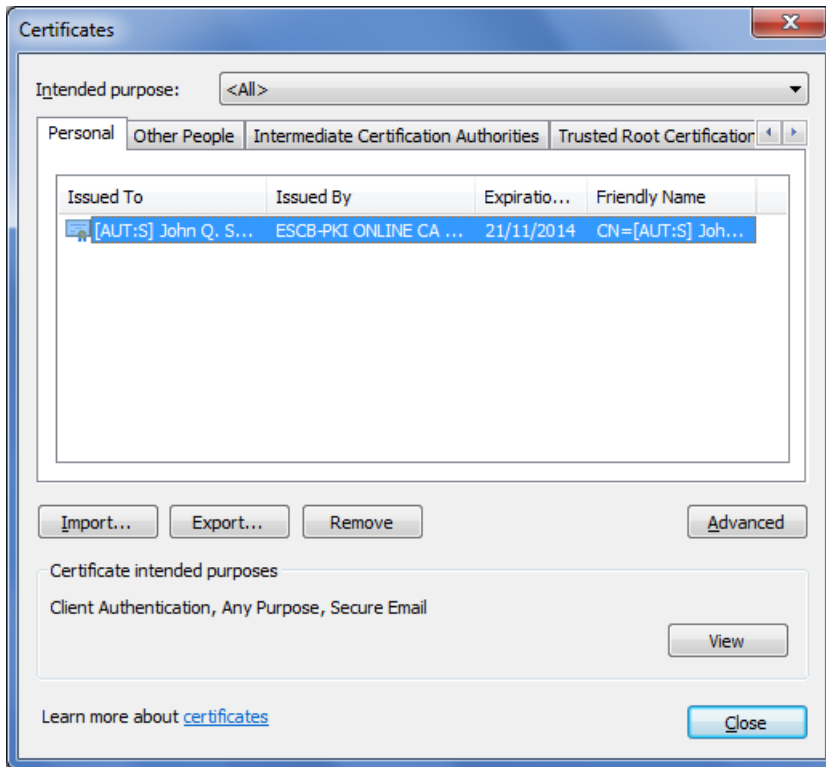 Certificates
Intended purpose: <All>
Personal Other People Intermediate Certification Authorities Trusted Root Certification
Issued To Issued By Expiratio... Friendly Name
[AUT:S] John Q. S... ESCB-PKI ONLINE CA ... 21/11/2014 CN=[AUT:S] Joh...
Import... Export... Remove Advanced
Certificate intended purposes
Client Authentication, Any Purpose, Secure Email
View
Learn more about certificates
Close